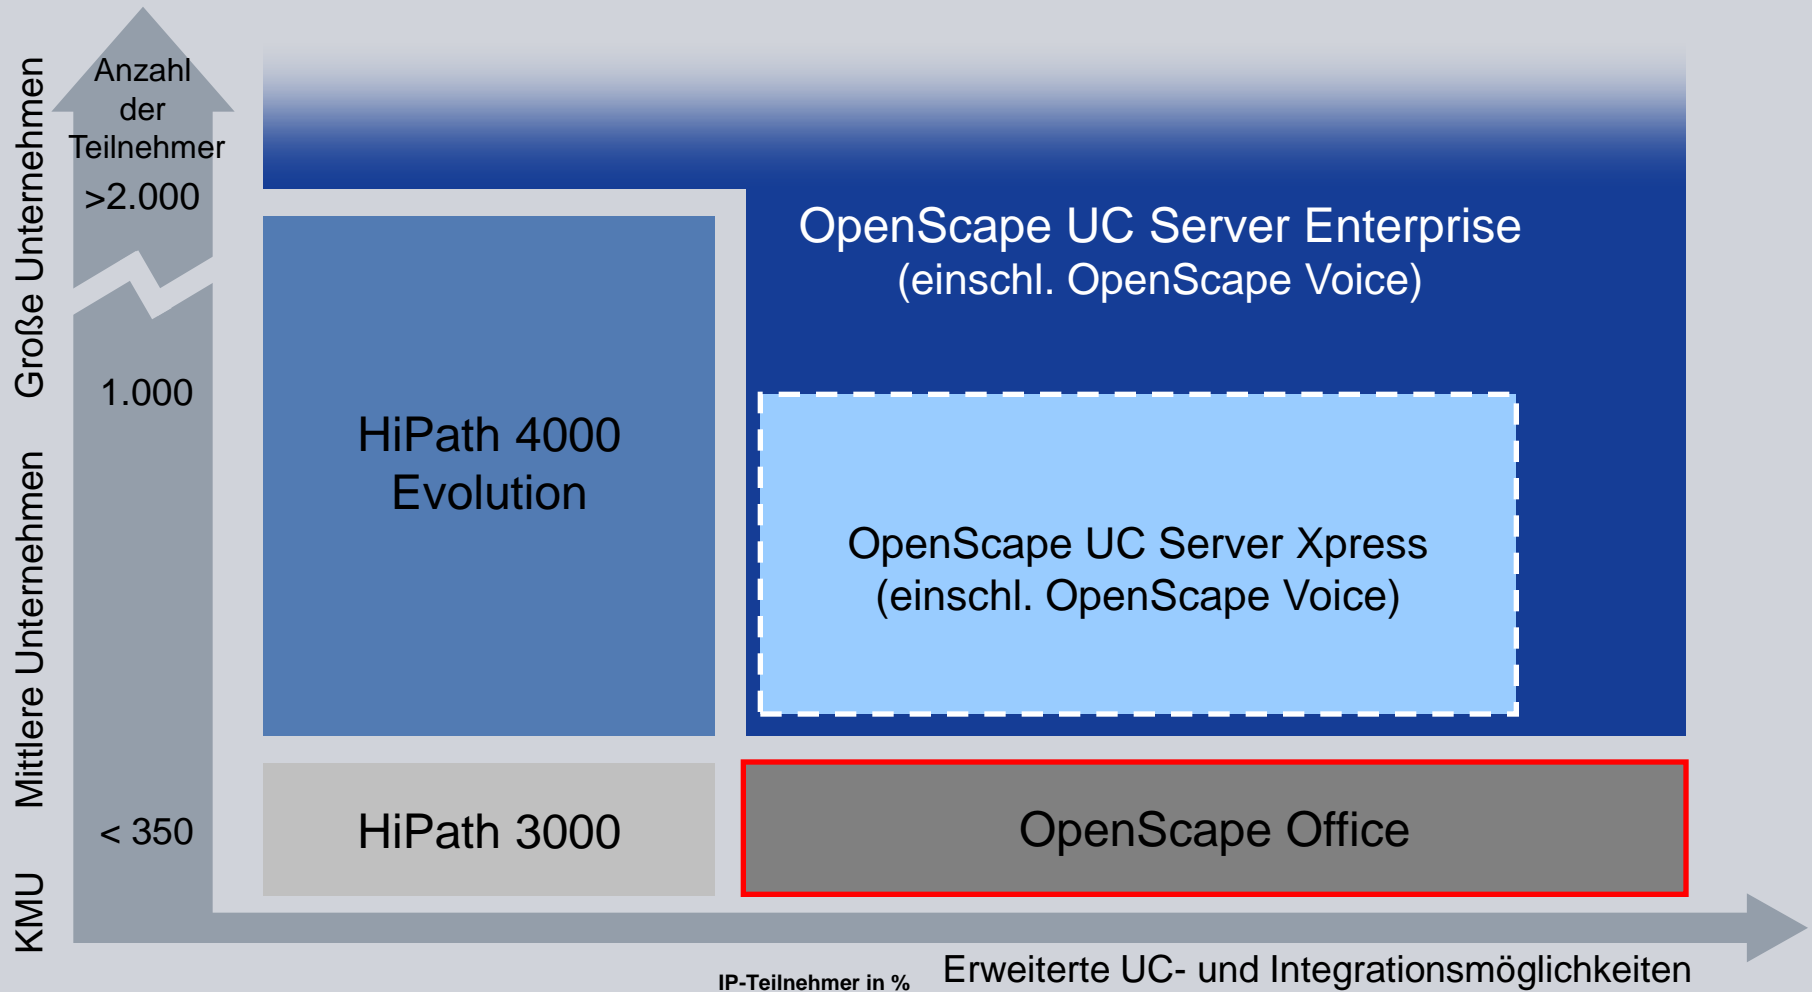 Anzahl
der
Teilnehmer
>2.000
1.000
< 350
Große Unternehmen
Mittlere Unternehmen
KMU
OpenScape UC Server Enterprise
(einschl. OpenScape Voice)
HiPath 4000
Evolution
OpenScape UC Server Xpress
(einschl. OpenScape Voice)
HiPath 3000
OpenScape Office
IP-Teilnehmer in %
Erweiterte UC- und Integrationsmöglichkeiten